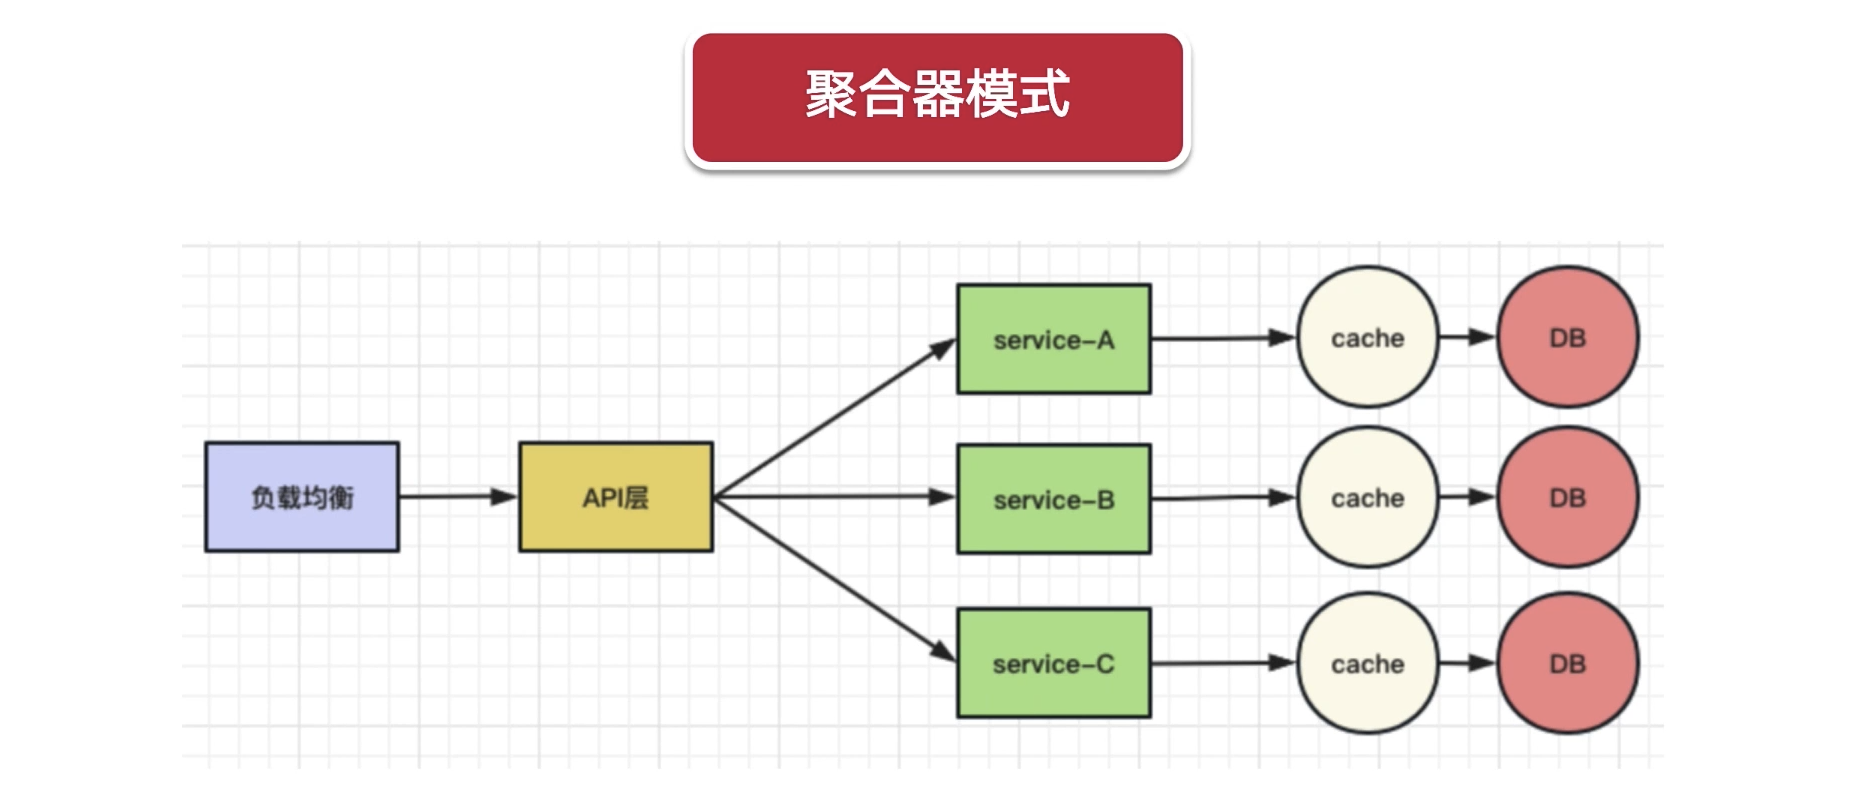 聚合器模式
service-A
cache
DB
负载均衡
API层
service-B
cache
DB
service-C
cache
DB